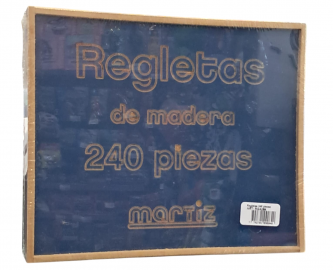 Regletas
de madera
240 piezas
martiz